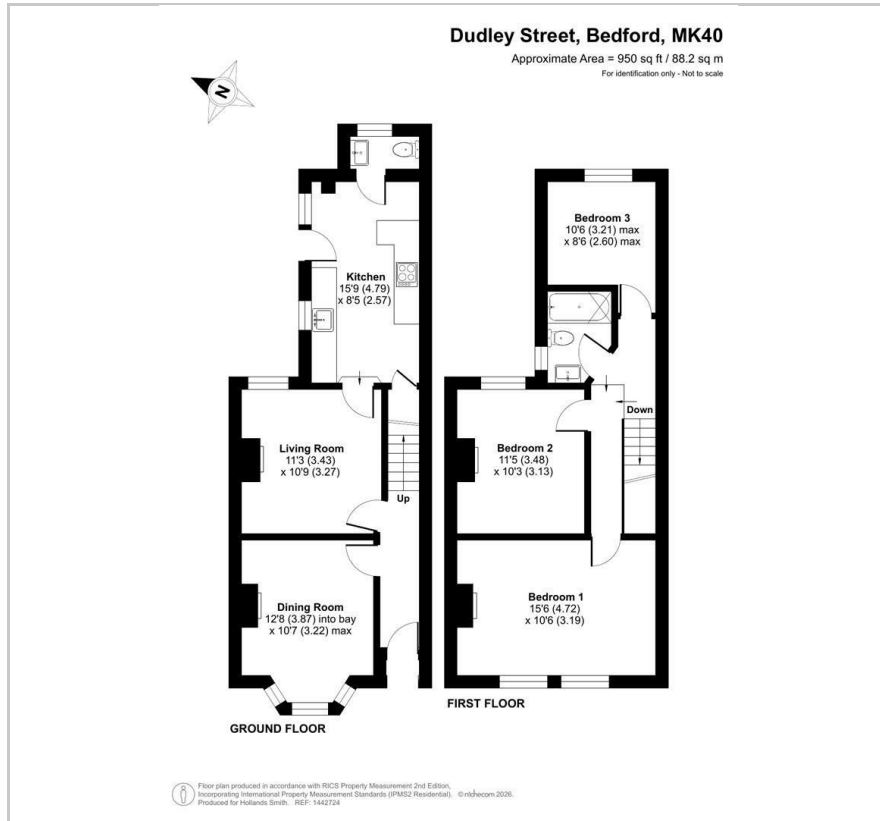 Dudley Street, Bedford, MK40
Approximate Area = 950 sq ft / 88.2 sq m
For identification only - Not to scale
N
Kitchen
15'9 (4.79)
x 8'5 (2.57)
Living Room
11'3 (3.43)
x 10'9 (3.27)
Up
Dining Room
12'8 (3.87) into bay
x 10'7 (3.22) max
GROUND FLOOR
Bedroom 3
10'6 (3.21) max
x 8'6 (2.60) max
Down
Bedroom 2
11'5 (3.48)
x 10'3 (3.13)
Bedroom 1
15'6 (4.72)
x 10'6 (3.19)
FIRST FLOOR
Floor plan produced in accordance with RICS Property Measurement 2nd Edition,
Incorporating International Property Measurement Standards (IPMS2 Residential). © nichecom 2026.
Produced for Hollands Smith. REF: 1442724